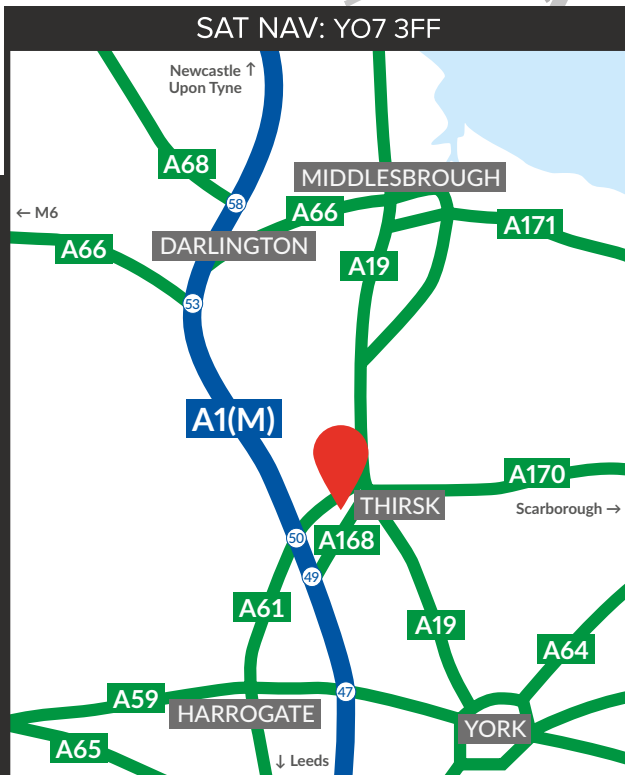 SAT NAV: YO7 3FF
Newcastle ↑
Upon Tyne
A68
MIDDLESBROUGH
58
← M6
A66
A171
DARLINGTON
A66
A19
53
A1(M)
A170
THIRSK
Scarborough →
50
A168
49
A61
A19
A64
47
A59
HARROGATE
YORK
A65
↓ Leeds